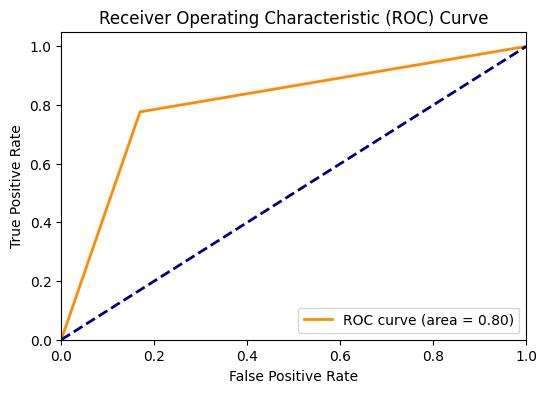 Receiver Operating Characteristic (ROC) Curve
True Positive Rate
1.0
0.8
0.6
0.4
0.2
0.0
ROC curve (area = 0.80)
0.0 0.2 0.4 0.6 0.8 1.0
False Positive Rate